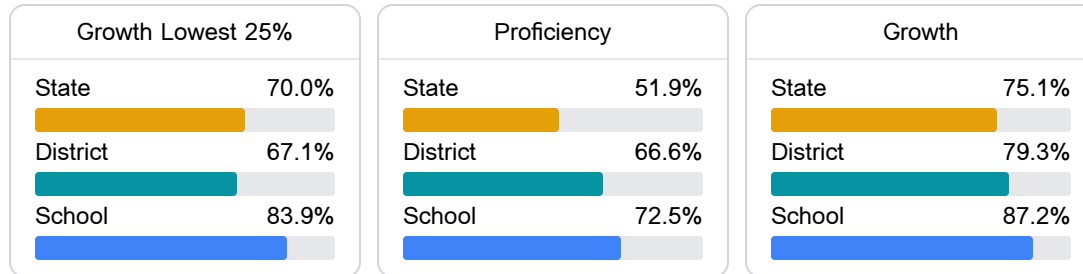 Growth Lowest 25%
State 70.0%
District 67.1%
School 83.9%
Proficiency
State 51.9%
District 66.6%
School 72.5%
Growth
State 75.1%
District 79.3%
School 87.2%